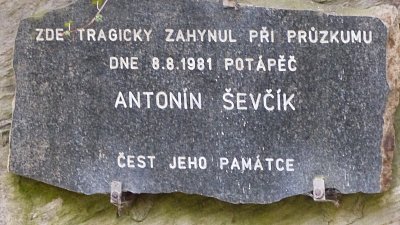 ZDE TRAGICKY ZAHYNUL PŘI PRŮZKUMU
DNE 8.8.1981 POTÁPĚČ
ANTONÍN ŠEVČÍK
ČEST JEHO PAMÁTCE